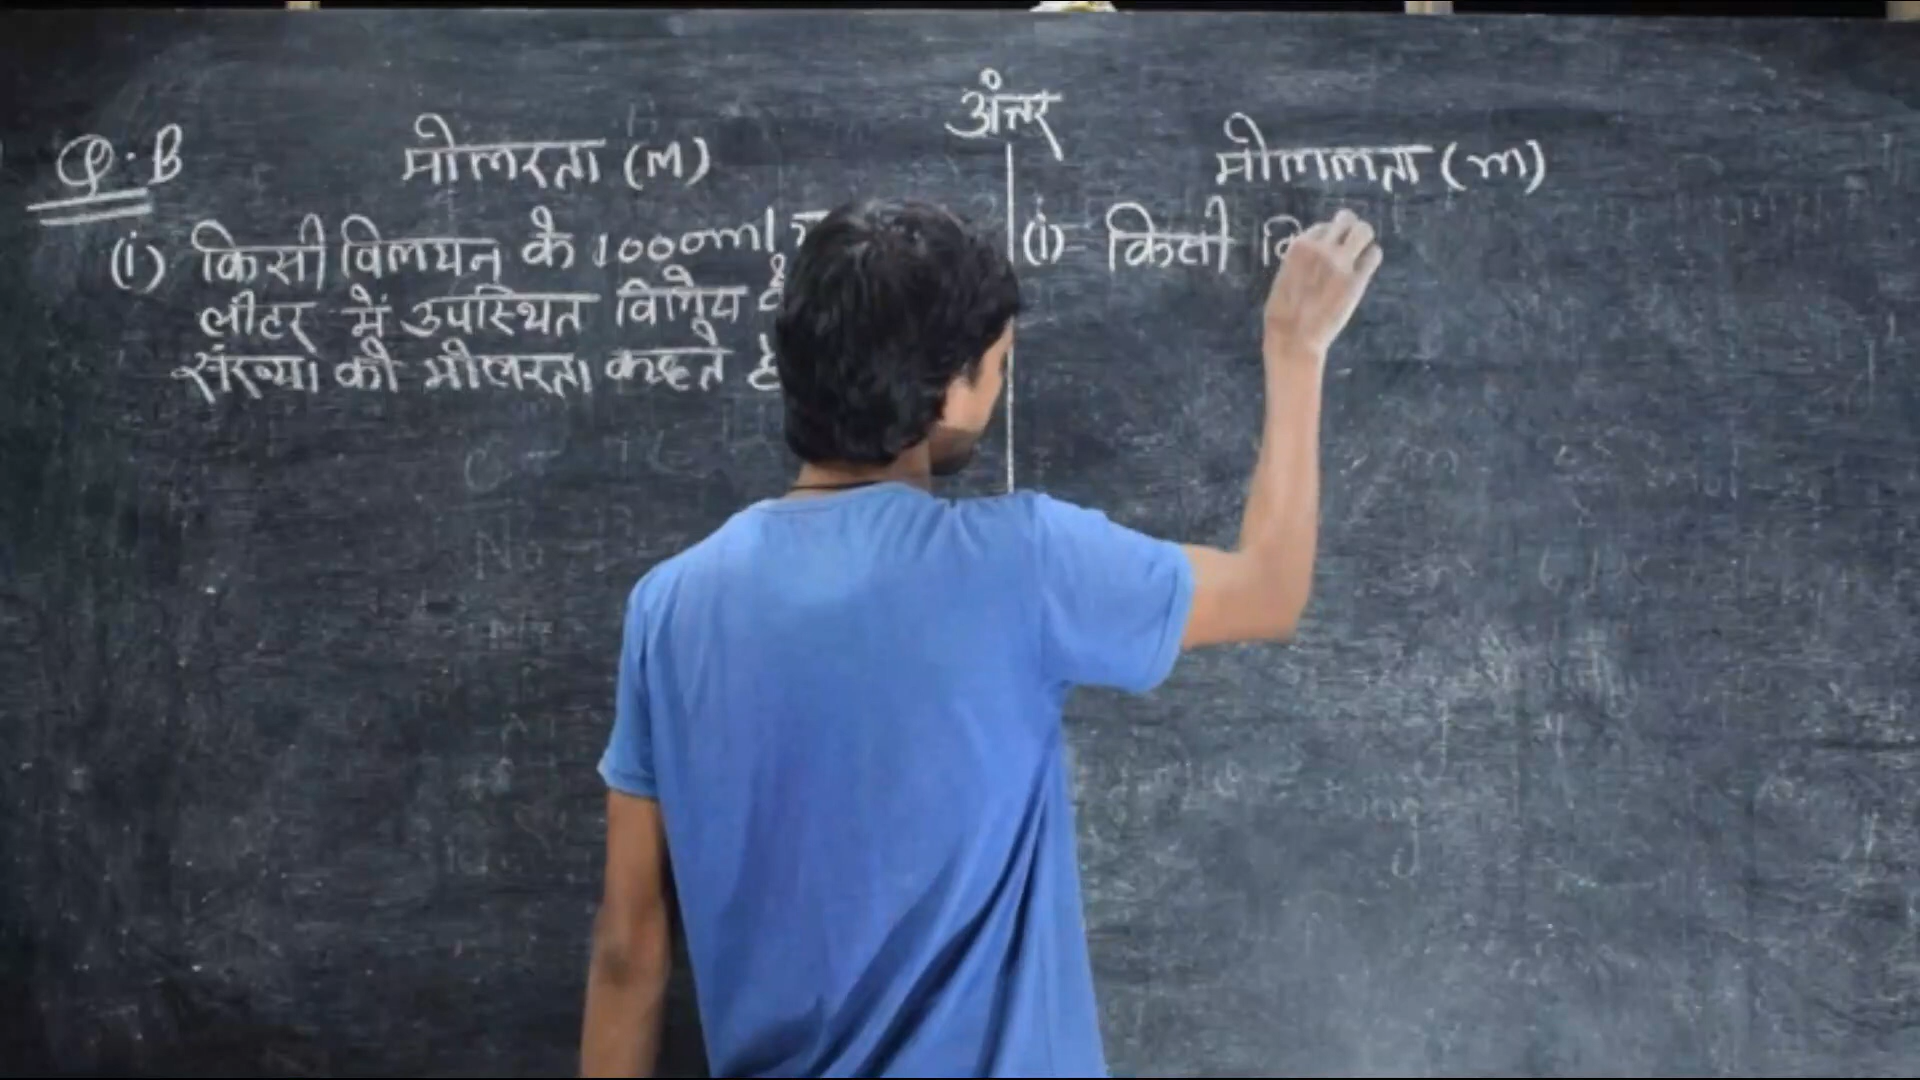 अंतर
Q.B मोलरता (M) मोललता (m)
(i) किसी विलयन के 1000ml
लीटर में उपस्थित विलेय
संख्या को मोलरता कहते
(i) किसी